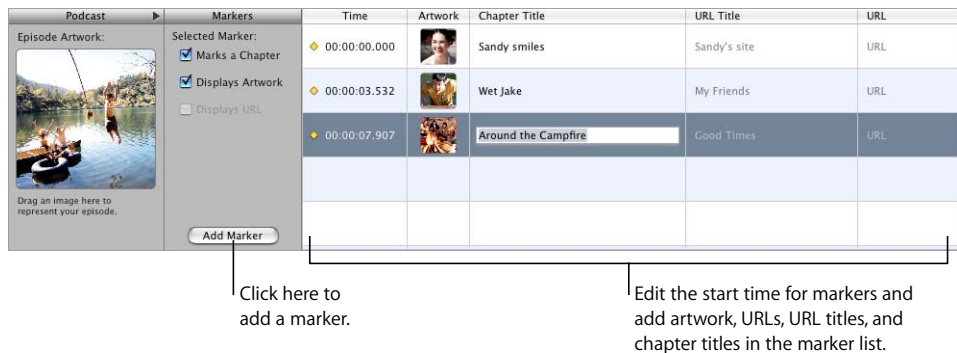 Podcast
Markers
Time Artwork Chapter Title URL Title URL
Episode Artwork:
Drag an image here to
represent your episode.
Selected Marker:
Marks a Chapter
Displays Artwork
Displays URL
Add Marker
00:00:00.000 Sandy smiles Sandy's site URL
00:00:03.532 Wet Jake My Friends URL
00:00:07.907 Around the Campfire Good Times URL
Click here to
add a marker.
Edit the start time for markers and
add artwork, URLs, URL titles, and
chapter titles in the marker list.